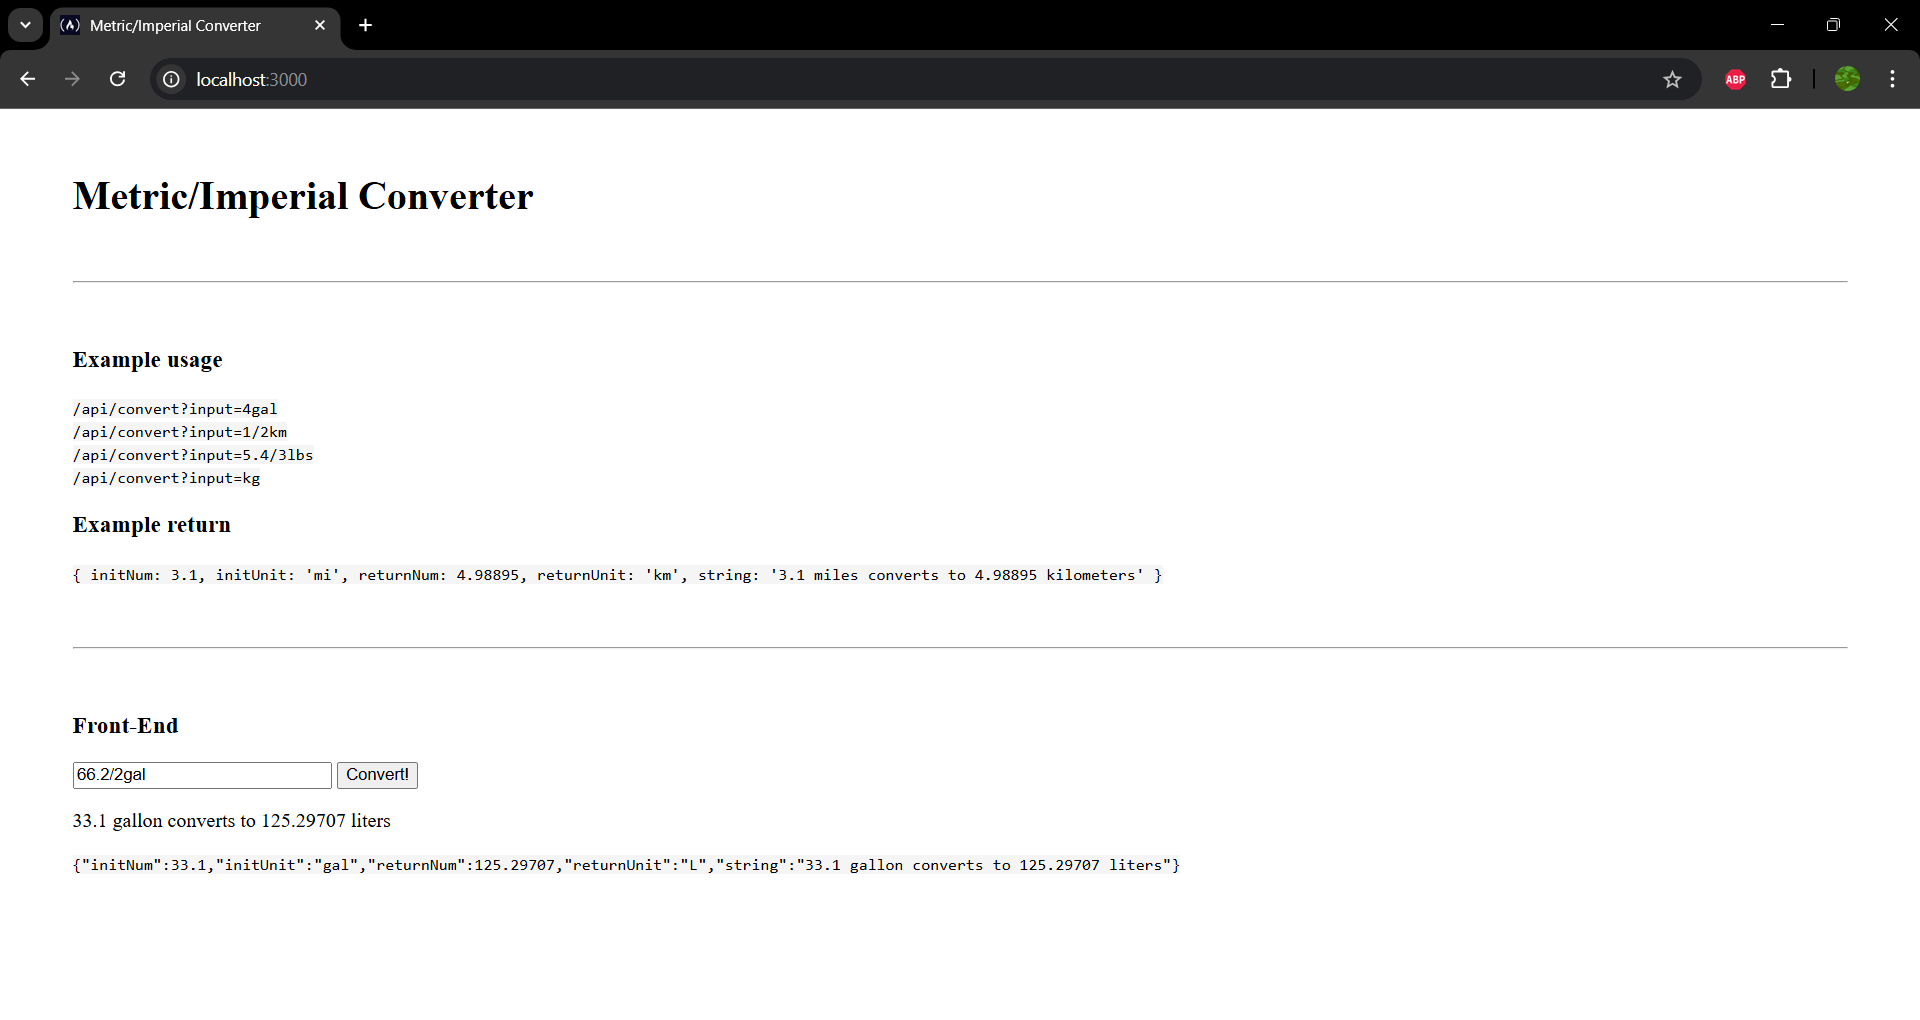 Metric/Imperial Converter
localhost:3000
ABP
Metric/Imperial Converter
Example usage
/api/convert?input=4gal
/api/convert?input=1/2km
/api/convert?input=5.4/3lbs
/api/convert?input=kg
Example return
{ initNum: 3.1, initUnit: 'mi', returnNum: 4.98895, returnUnit: 'km', string: '3.1 miles converts to 4.98895 kilometers' }
Front-End
66.2/2gal Convert!
33.1 gallon converts to 125.29707 liters
{"initNum":33.1,"initUnit":"gal","returnNum":125.29707,"returnUnit":"L","string":"33.1 gallon converts to 125.29707 liters"}